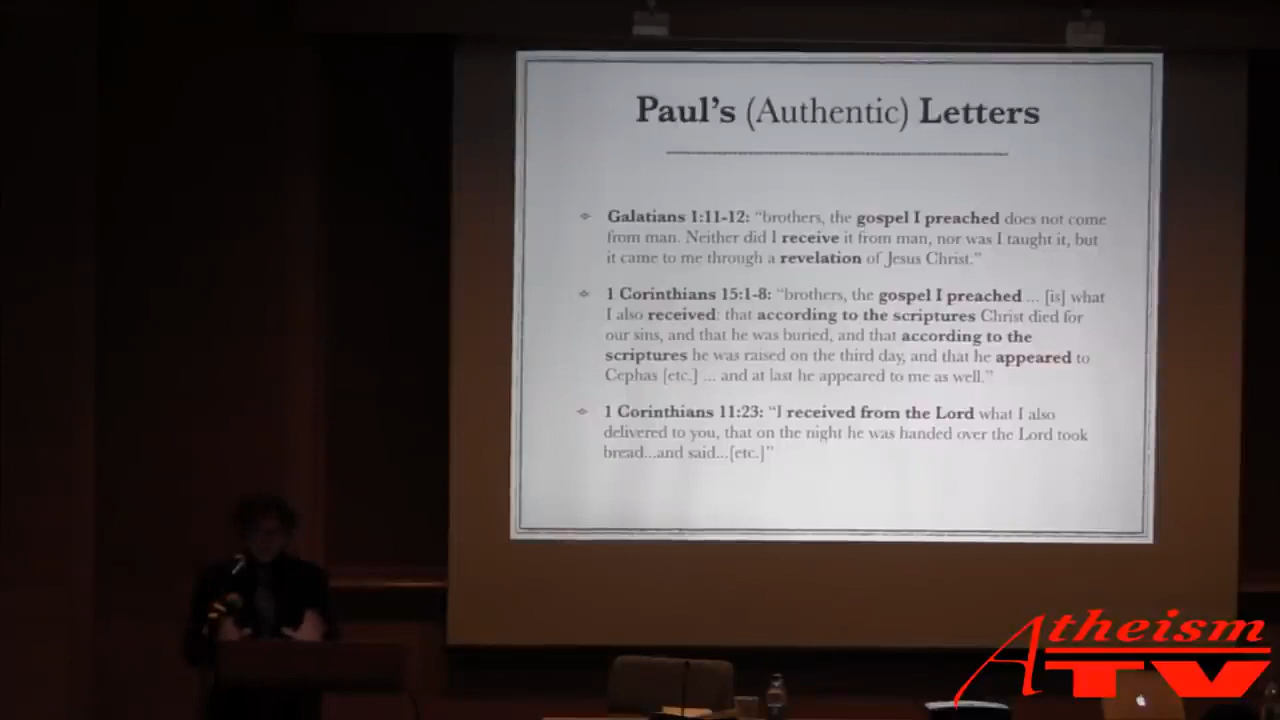 Paul's (Authentic) Letters
Galatians 1:11-12: “brothers, the gospel I preached does not come
from man. Neither did I receive it from man, nor was I taught it, but
it came to me through a revelation of Jesus Christ.”
1 Corinthians 15:1-8: “brothers, the gospel I preached ... [is] what
I also received: that according to the scriptures Christ died for
our sins, and that he was buried, and that according to the
scriptures he was raised on the third day, and that he appeared to
Cephas [etc.] ... and at last he appeared to me as well.”
1 Corinthians 11:23: “I received from the Lord what I also
delivered to you, that on the night he was handed over the Lord took
bread...and said...[etc.]”
Atheism
TV